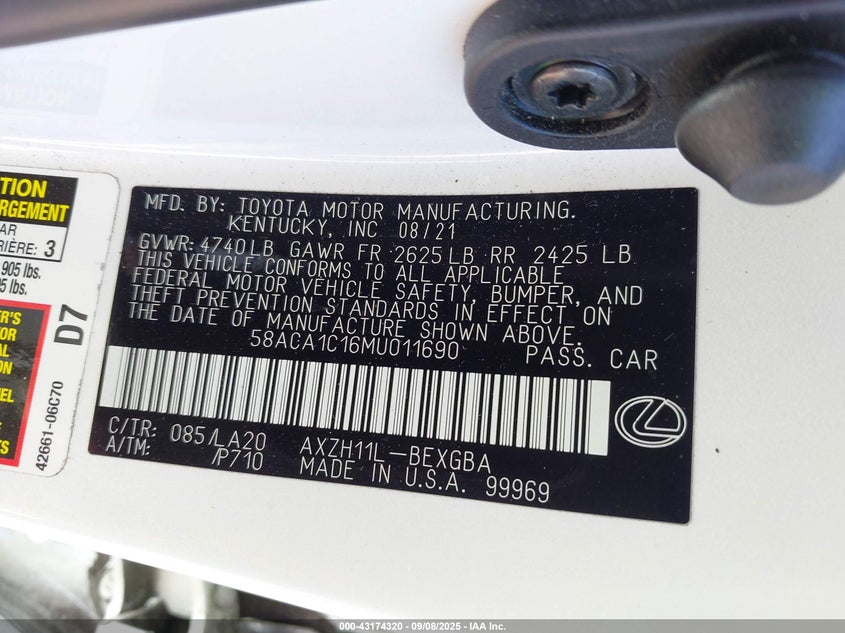 TION
RGEMENT
AR
RIÈRE: 3
905 lbs.
5 lbs.
D7
42661-06C70
MFD. BY: TOYOTA MOTOR MANUFACTURING.
KENTUCKY, INC 08/21
GVWR: 4740LB GAWR FR 2625LB RR 2425 LB
THIS VEHICLE CONFORMS TO ALL APPLICABLE
FEDERAL MOTOR VEHICLE SAFETY, BUMPER, AND
THEFT PREVENTION STANDARDS IN EFFECT ON
THE DATE OF MANUFACTURE SHOWN ABOVE.
58ACA1C16MU011690 PASS. CAR
C/TR: 085/LA20 AXZH11L-BEXGBA
A/TM: /P710 MADE IN U.S.A. 99969
000-43174320 | 09/08/2025 | IAA Inc.